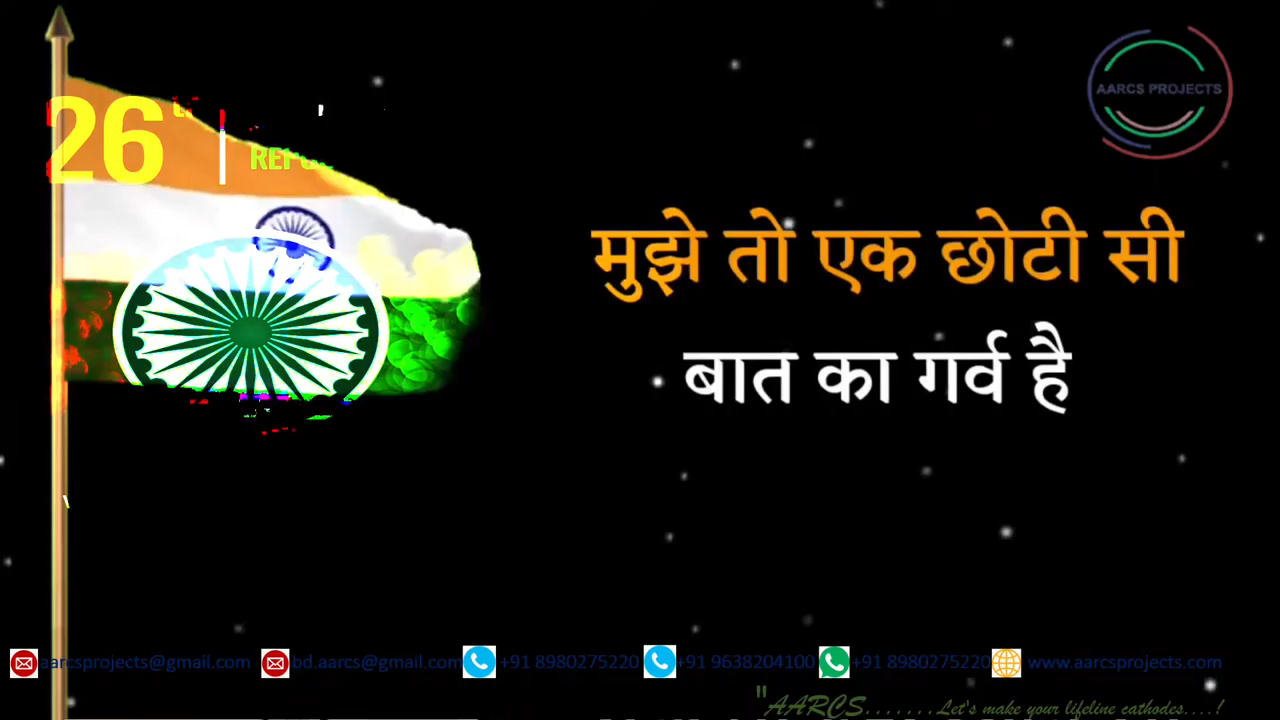 26th
AARCS PROJECTS
मुझे तो एक छोटी सी
बात का गर्व है
aarcsprojects@gmail.com bd.aarcs@gmail.com +91 8980275220 +91 9638204100 +91 8980275220 www.aarcsprojects.com
"AARCS.......Let's make your lifeline cathodes....!